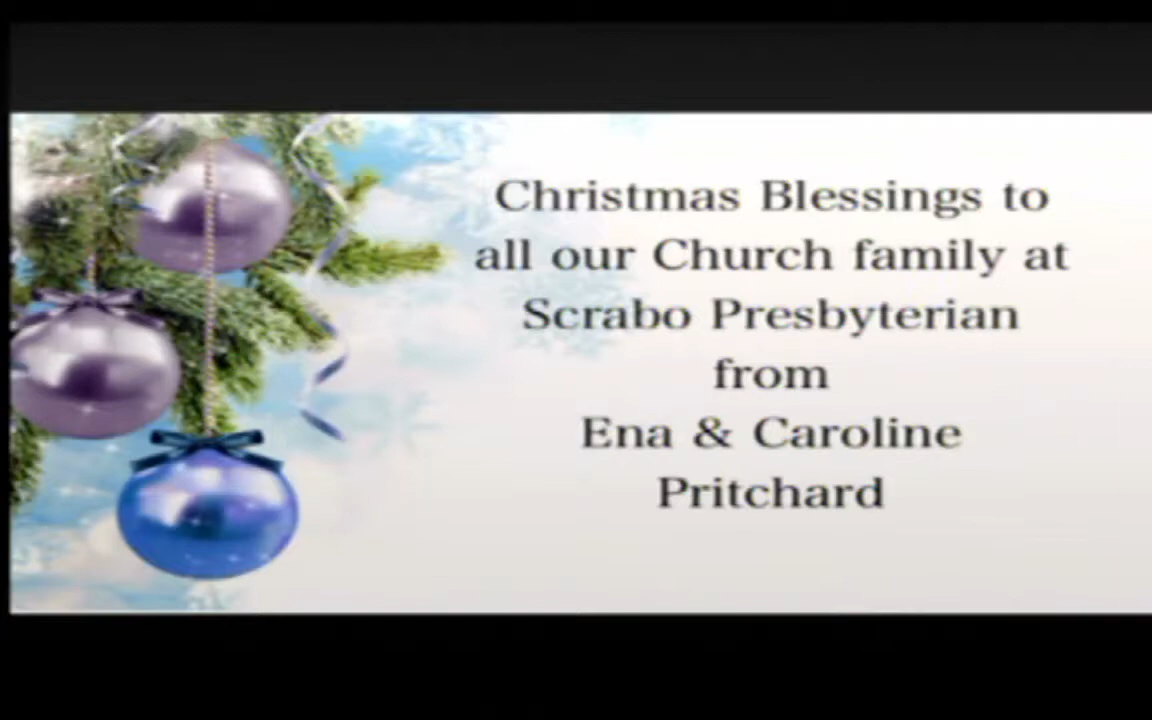 Christmas Blessings to
all our Church family at
Scrabo Presbyterian
from
Ena & Caroline
Pritchard